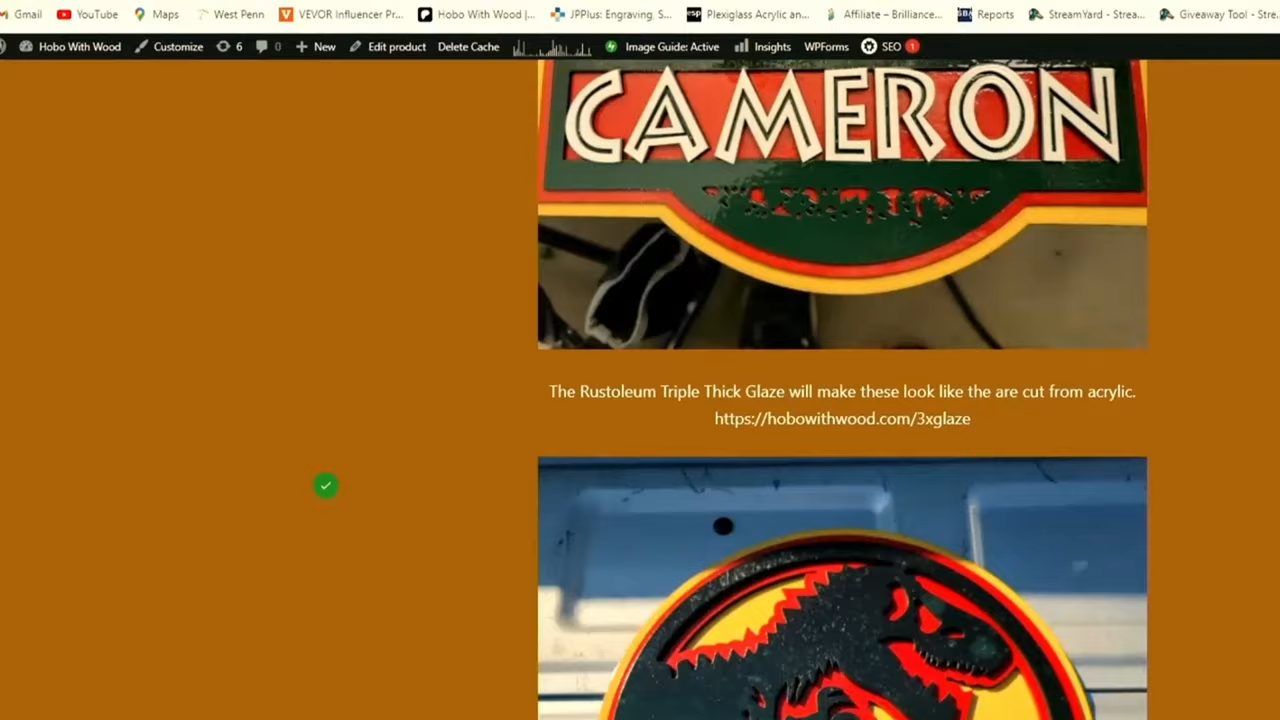 Gmail YouTube Maps West Penn VEVOR Influencer Pr... Hobo With Wood |... JPPlus: Engraving, S... esp Plexiglass Acrylic an... Affiliate – Brilliance... Reports StreamYard - Strea... Giveaway Tool - Stre
Hobo With Wood Customize 6 0 New Edit product Delete Cache Image Guide: Active Insights WPForms SEO 1
CAMERON
The Rustoleum Triple Thick Glaze will make these look like the are cut from acrylic.
https://hobowithwood.com/3xglaze